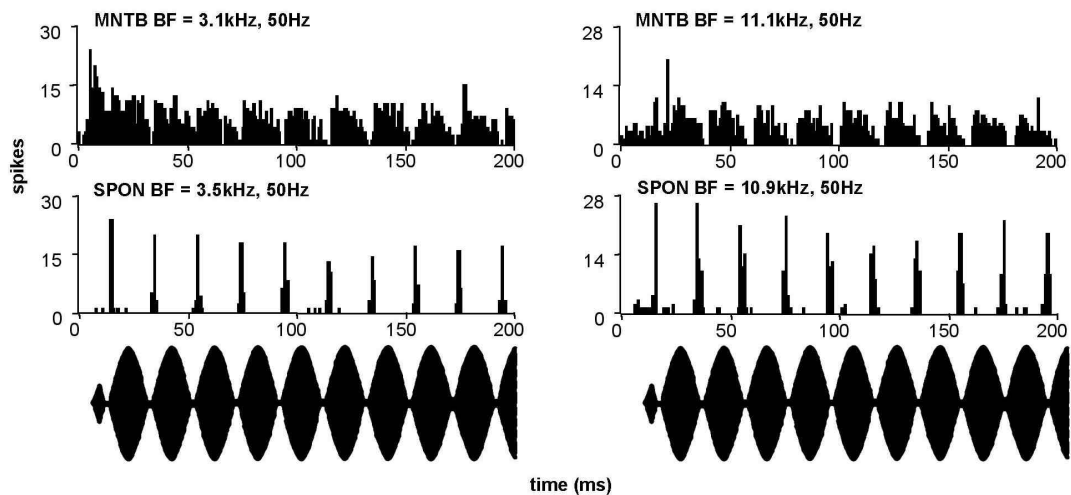 MNTB BF = 3.1kHz, 50Hz
30
15
0
0 50 100 150 200
MNTB BF = 11.1kHz, 50Hz
28
14
0
0 50 100 150 200
spikes
SPON BF = 3.5kHz, 50Hz
30
15
0
0 50 100 150 200
SPON BF = 10.9kHz, 50Hz
28
14
0
0 50 100 150 200
time (ms)